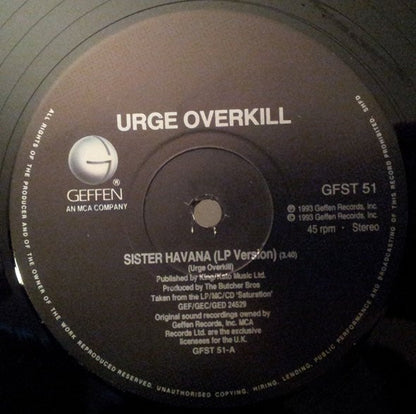 URGE OVERKILL
GEFFEN®
AN MCA COMPANY
GFST 51
℗ 1993 Geffen Records, Inc.
© 1993 Geffen Records, Inc.
45 rpm · Stereo
SISTER HAVANA (LP Version) (3.40)
(Urge Overkill)
Published by King/Kato Music Ltd.
Produced by The Butcher Bros
Taken from the LP/MC/CD 'Saturation'
GEF/GEC/GED 24529
Original sound recordings owned by
Geffen Records, Inc. MCA
Records Ltd. are the exclusive
licensees for the U.K.
GFST 51-A
ALL RIGHTS OF THE PRODUCER AND OF THE OWNER OF THE WORK REPRODUCED RESERVED. UNAUTHORISED COPYING, HIRING, LENDING, PUBLIC PERFORMANCE AND BROADCASTING OF THIS RECORD PROHIBITED.